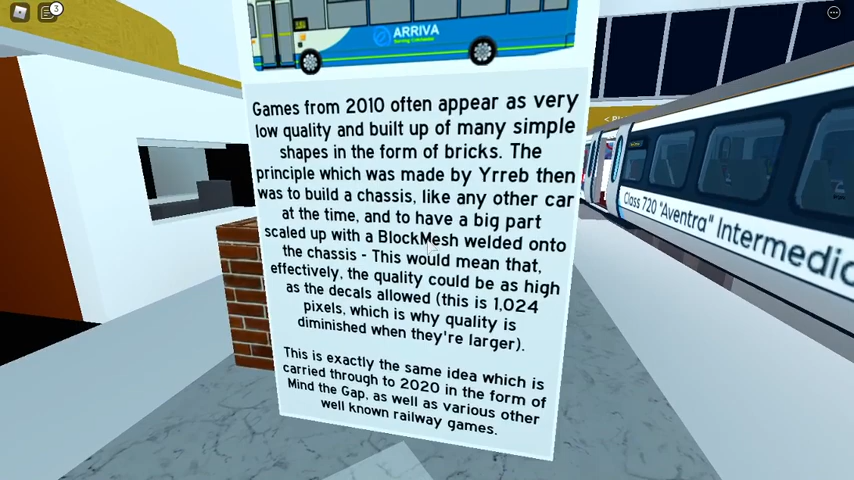 3
ARRIVA
Games from 2010 often appear as very
low quality and built up of many simple
shapes in the form of bricks. The
principle which was made by Yrreb then
was to build a chassis, like any other car
at the time, and to have a big part
scaled up with a BlockMesh welded onto
the chassis - This would mean that,
effectively, the quality could be as high
as the decals allowed (this is 1,024
pixels, which is why quality is
diminished when they're larger).
This is exactly the same idea which is
carried through to 2020 in the form of
Mind the Gap, as well as various other
well known railway games.
Class 720 "Aventra" Intermedia